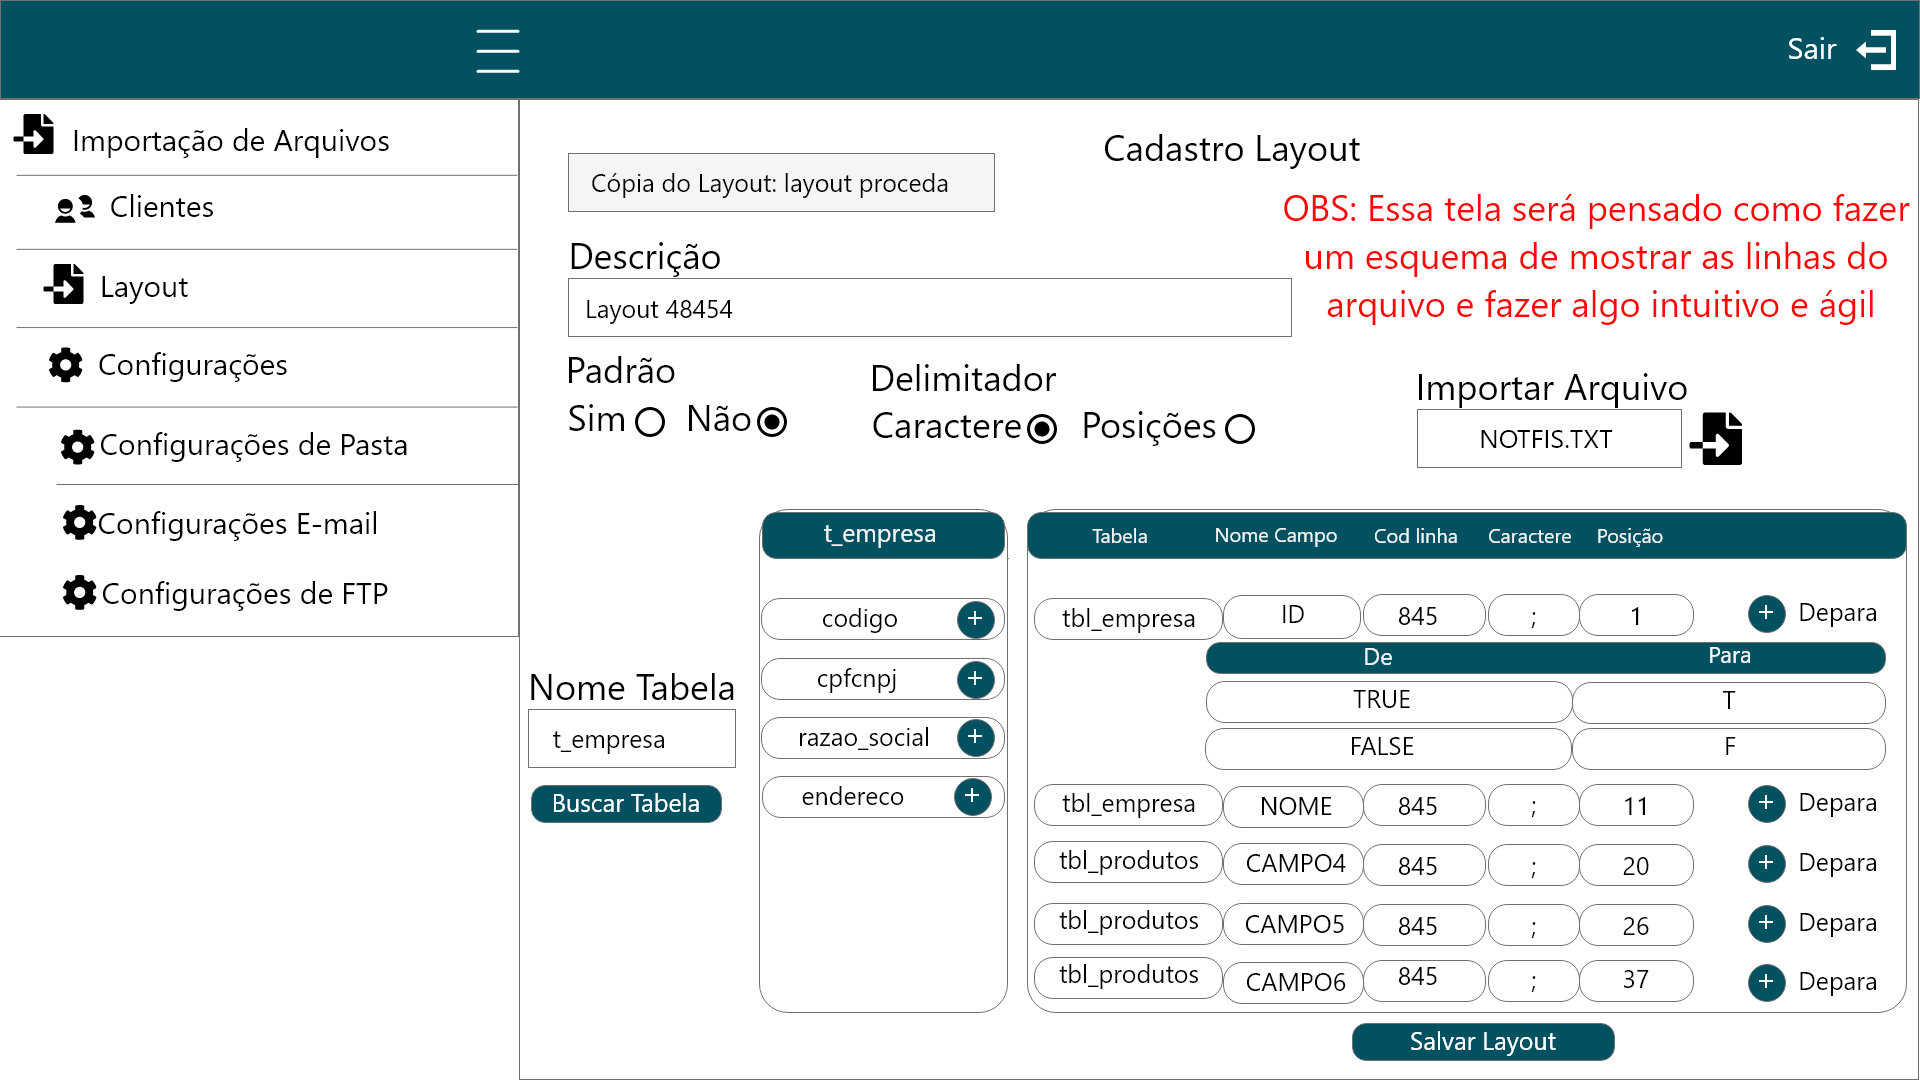 Sair
Importação de Arquivos
Clientes
Layout
Configurações
Configurações de Pasta
Configurações E-mail
Configurações de FTP
Cadastro Layout
Cópia do Layout: layout proceda
OBS: Essa tela será pensado como fazer
um esquema de mostrar as linhas do
arquivo e fazer algo intuitivo e ágil
Descrição
Layout 48454
Padrão
Sim Não
Delimitador
Caractere Posições
Importar Arquivo
NOTFIS.TXT
Nome Tabela
t_empresa
Buscar Tabela
t_empresa
codigo +
cpfcnpj +
razao_social +
endereco +
Tabela Nome Campo Cod linha Caractere Posição
tbl_empresa ID 845 ; 1 + Depara
De Para
TRUE T
FALSE F
tbl_empresa NOME 845 ; 11 + Depara
tbl_produtos CAMPO4 845 ; 20 + Depara
tbl_produtos CAMPO5 845 ; 26 + Depara
tbl_produtos CAMPO6 845 ; 37 + Depara
Salvar Layout